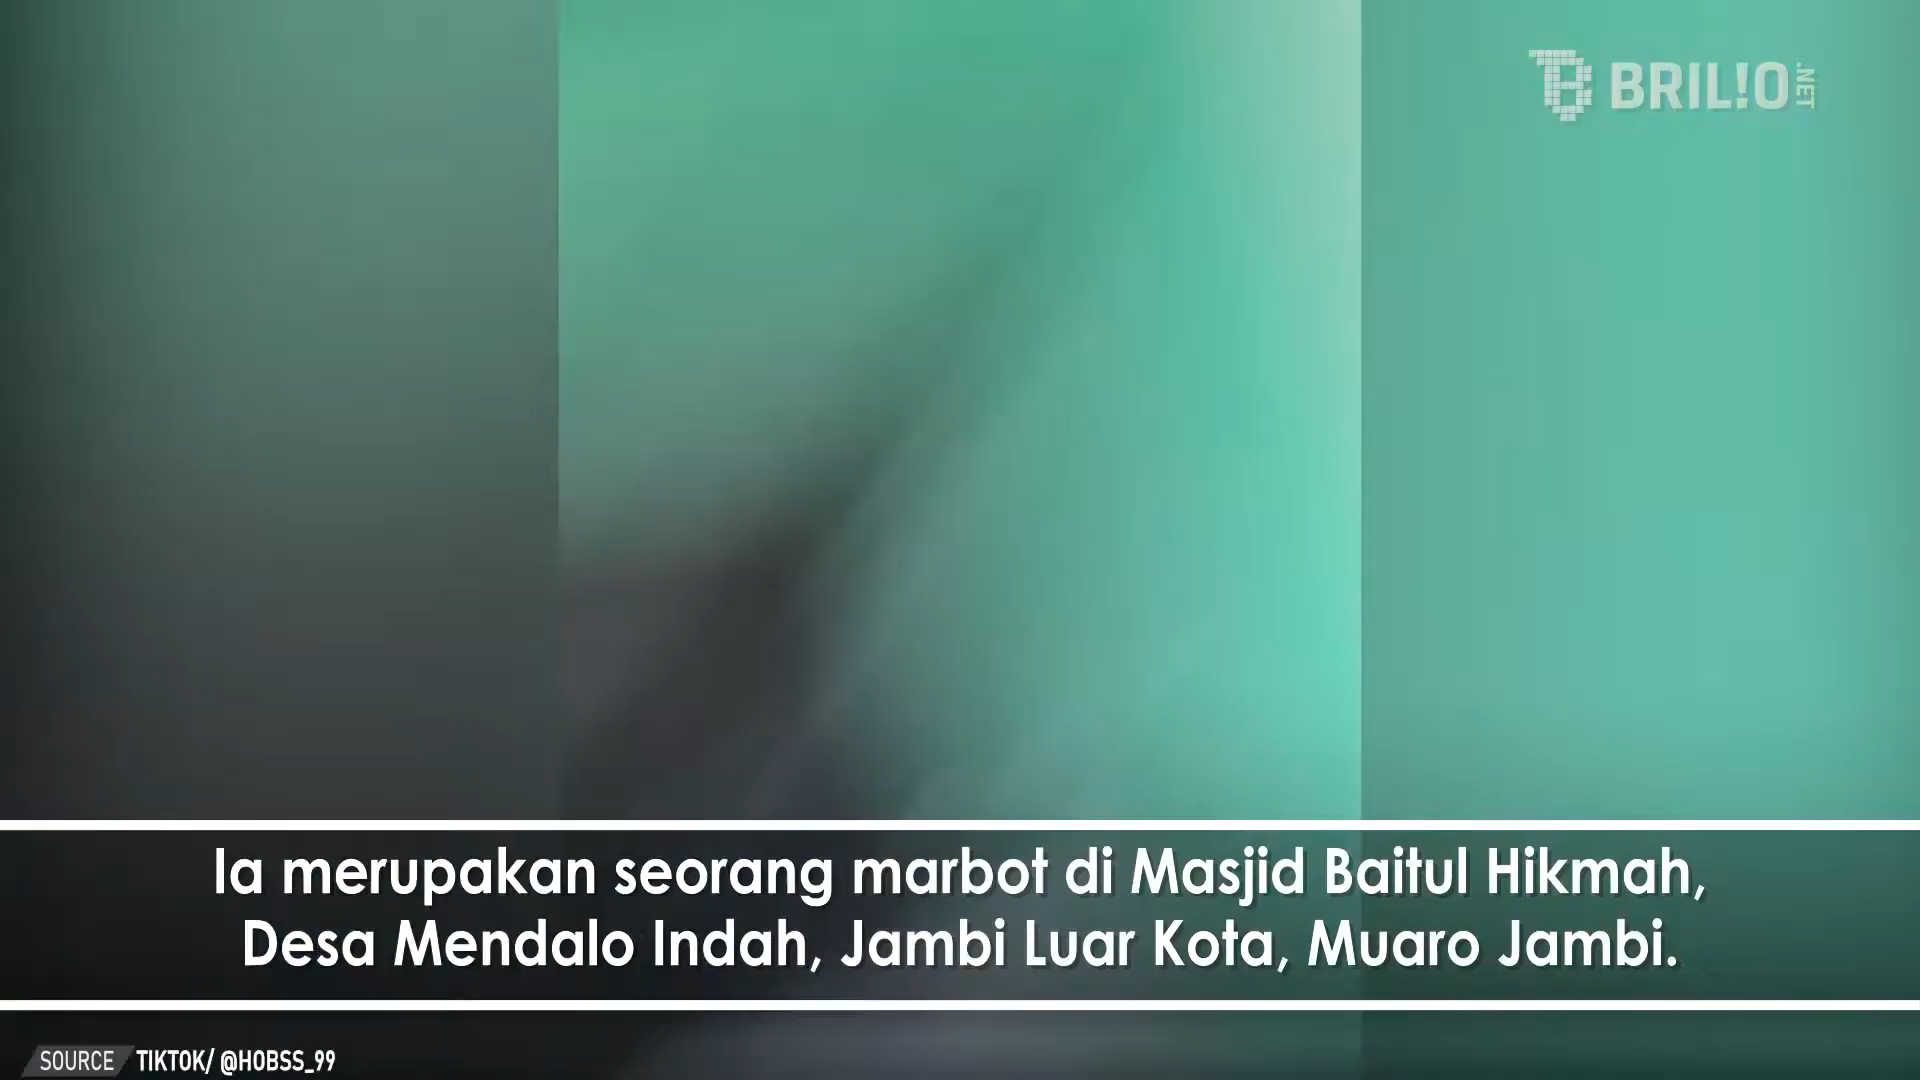 BRIL!O.NET
Ia merupakan seorang marbot di Masjid Baitul Hikmah,
Desa Mendalo Indah, Jambi Luar Kota, Muaro Jambi.
SOURCE TIKTOK/ @HOBSS_99